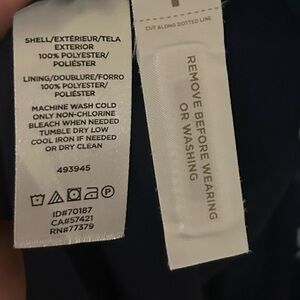 SHELL/EXTÉRIEUR/TELA
EXTERIOR
100% POLYESTER/
POLIÉSTER
LINING/DOUBLURE/FORRO
100% POLYESTER/
POLIÉSTER
MACHINE WASH COLD
ONLY NON-CHLORINE
BLEACH WHEN NEEDED
TUMBLE DRY LOW
COOL IRON IF NEEDED
OR DRY CLEAN
493945
ID#70187
CA#57421
RN#77379
CUT ALONG DOTTED LINE
REMOVE BEFORE WEARING
OR WASHING